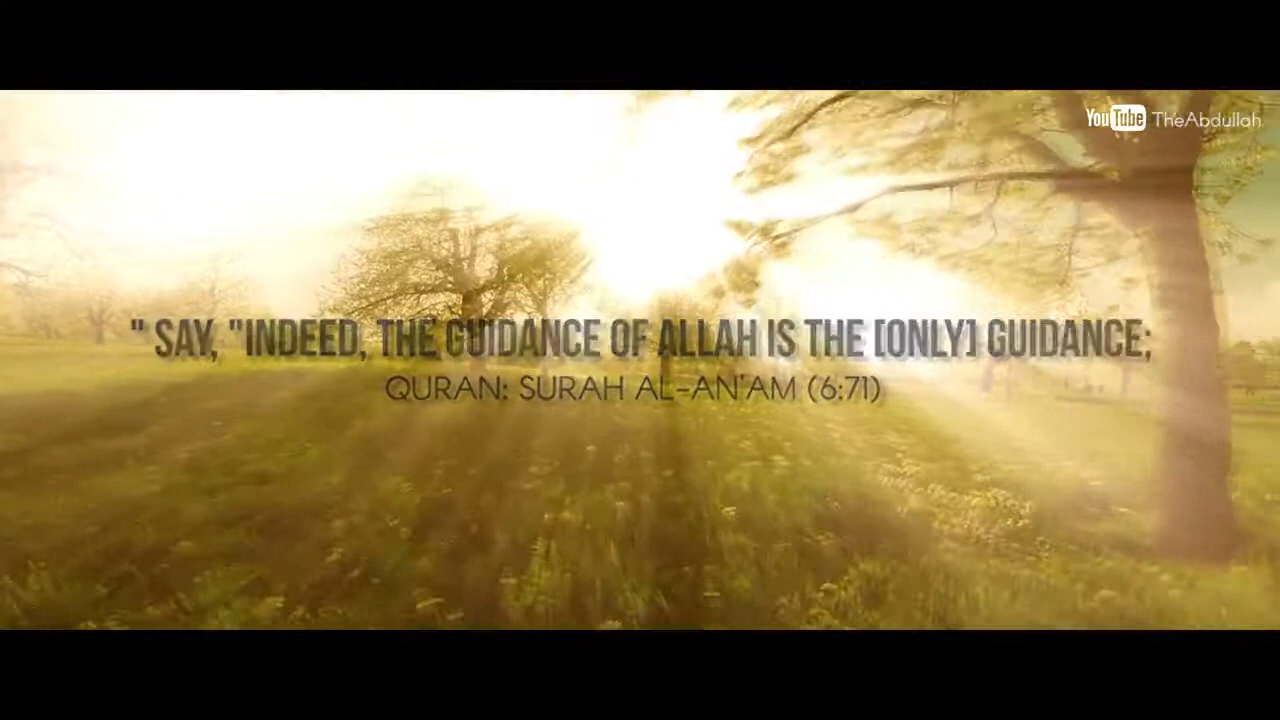 YouTube TheAbdullah
" SAY, "INDEED, THE GUIDANCE OF ALLAH IS THE [ONLY] GUIDANCE;
QURAN: SURAH AL-AN'AM (6:71)